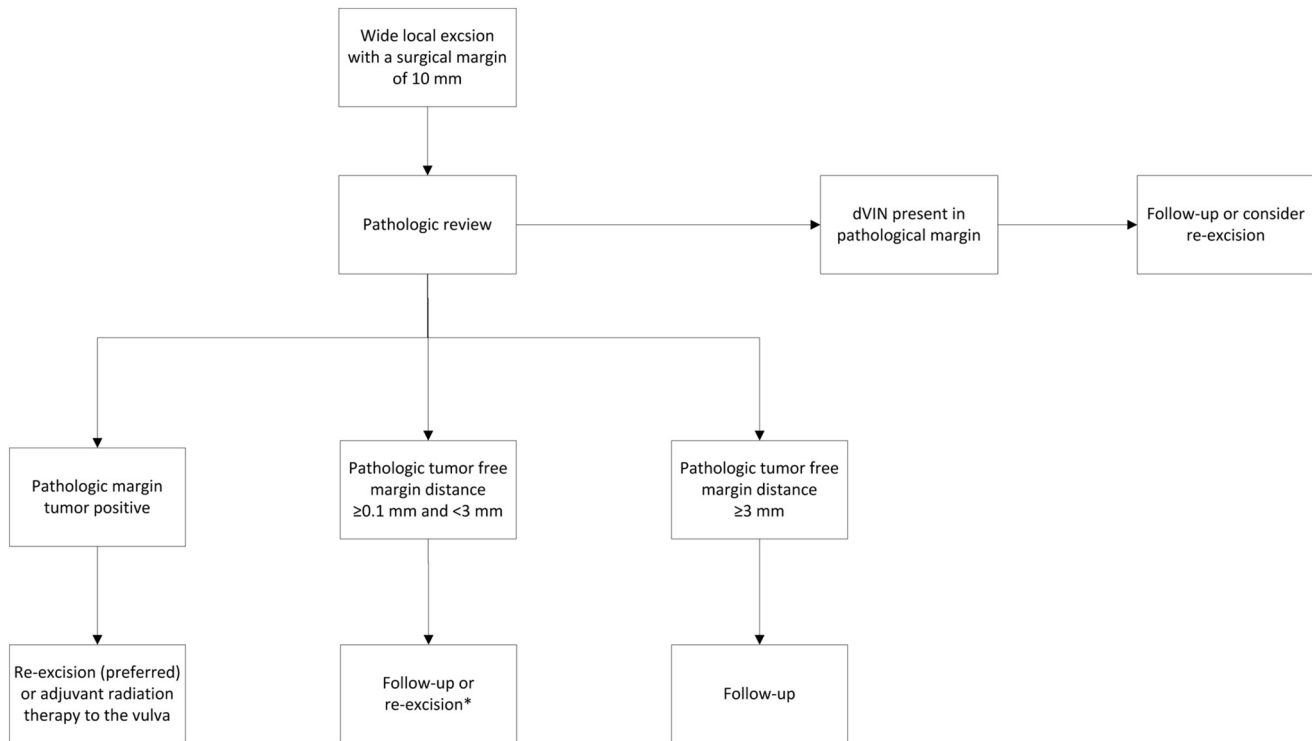 Wide local excsion
with a surgical margin
of 10 mm
Pathologic review
dVIN present in
pathological margin
Follow-up or consider
re-excision
Pathologic margin
tumor positive
Pathologic tumor free
margin distance
≥0.1 mm and <3 mm
Pathologic tumor free
margin distance
≥3 mm
Re-excision (preferred)
or adjuvant radiation
therapy to the vulva
Follow-up or
re-excision*
Follow-up